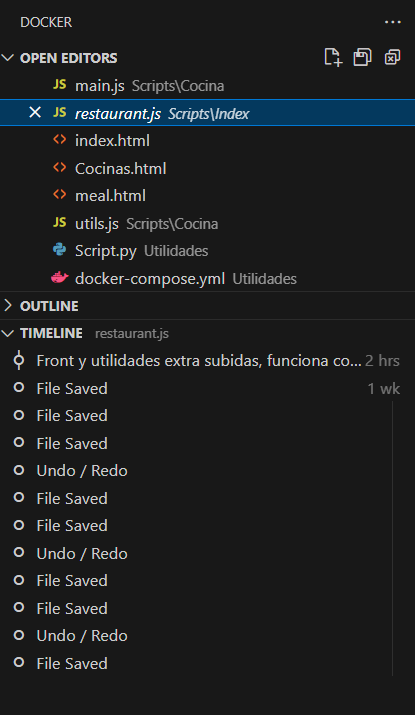 DOCKER
OPEN EDITORS
JS main.js Scripts\Cocina
JS restaurant.js Scripts\Index
index.html
Cocinas.html
meal.html
JS utils.js Scripts\Cocina
Script.py Utilidades
docker-compose.yml Utilidades
OUTLINE
TIMELINE restaurant.js
Front y utilidades extra subidas, funciona co... 2 hrs
File Saved 1 wk
File Saved
File Saved
Undo / Redo
File Saved
File Saved
Undo / Redo
File Saved
File Saved
Undo / Redo
File Saved